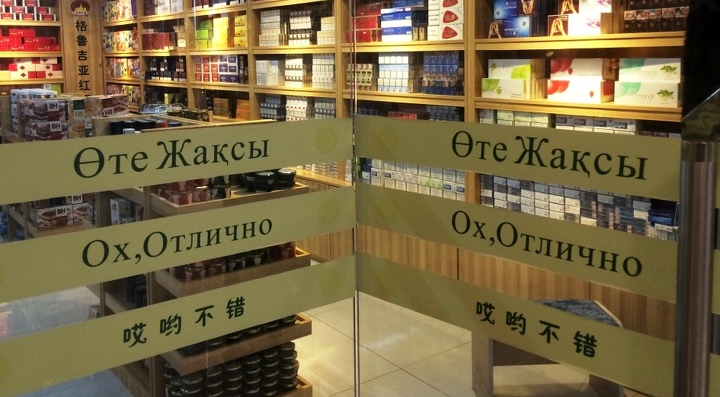 格鲁吉亚红
Өте Жақсы
Ох,Отлично
哎哟不错
Өте Жақсы
Ох,Отлично
哎哟不错